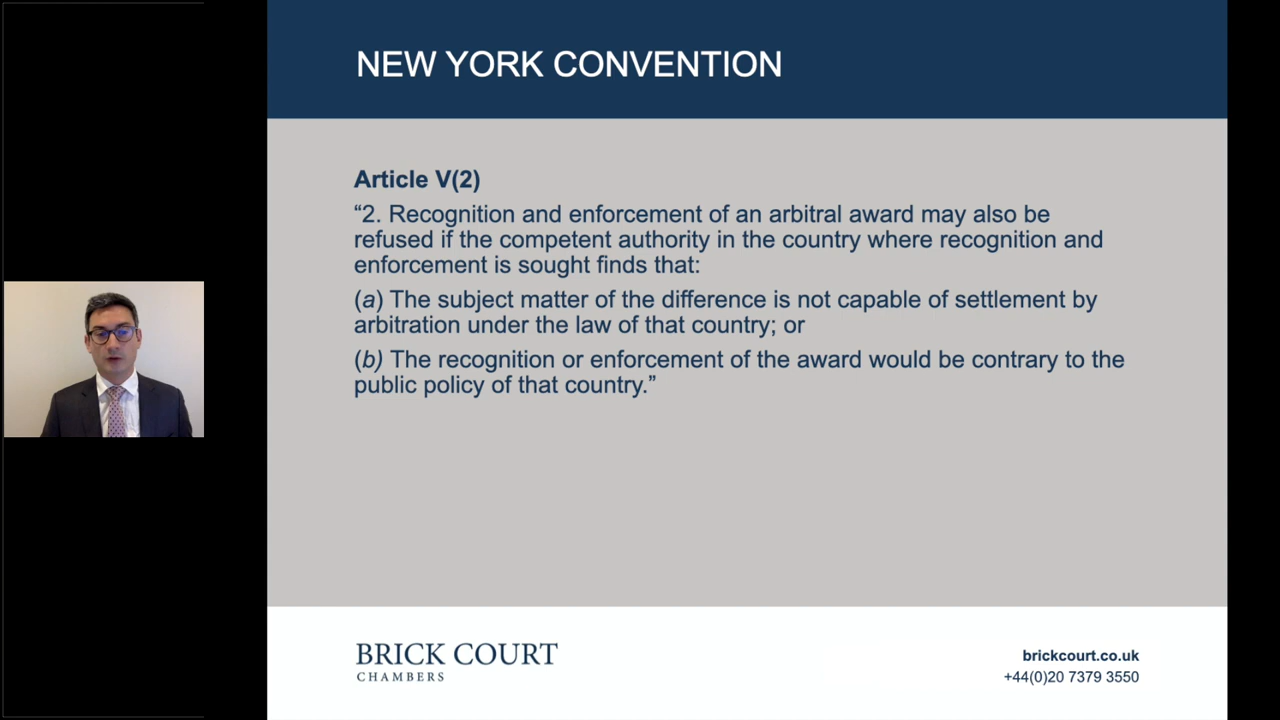 NEW YORK CONVENTION
Article V(2)
“2. Recognition and enforcement of an arbitral award may also be
refused if the competent authority in the country where recognition and
enforcement is sought finds that:
(a) The subject matter of the difference is not capable of settlement by
arbitration under the law of that country; or
(b) The recognition or enforcement of the award would be contrary to the
public policy of that country.”
BRICK COURT
CHAMBERS
brickcourt.co.uk
+44(0)20 7379 3550